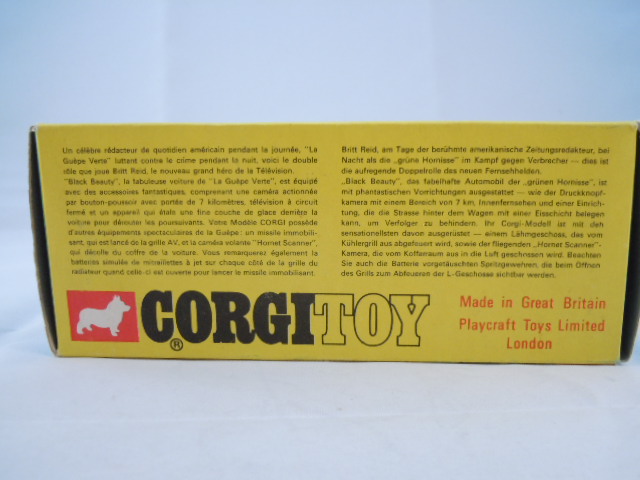 Un célèbre rédacteur de quotidien américain pendant la journée, "La
Guêpe Verte" luttant contre le crime pendant la nuit, voici le double
rôle que joue Britt Reid, le nouveau grand héro de la Télévision.
"Black Beauty", la fabuleuse voiture de "La Guêpe Verte", est équipé
avec des accessoires fantastiques, comprenant une caméra actionnée
par bouton-poussoir avec portée de 7 kilomètres, télévision à circuit
fermé et un appareil qui étale une fine couche de glace derrière la
voiture pour dérouter les poursuivants. Votre Modèle CORGI possède
d'autres équipements spectaculaires de la Guêpe: un missile immobili-
sent, qui est lancé de la grille AV, et la caméra volante "Hornet Scanner",
qui décolle du coffre de la voiture. Vous remarquerez également la
batteries simulée de mitraillettes à jet sur chaque côté de la grille du
radiateur quand celle-ci est ouverte pour lancer le missile immobilisent.
Britt Reid, am Tage der berühmte amerikanische Zeitungsredakteur, bei
Nacht als die „grüne Hornisse" im Kampf gegen Verbrecher — dies ist
die aufregende Doppelrolle des neuen Fernsehhelden.
„Black Beauty", das fabelhafte Automobil der „grünen Hornisse", ist
mit phantastischen Vorrichtungen ausgestattet — wie der Druckknopf-
kamera mit einem Bereich von 7 km, Innenfernsehen und einer Einrich-
tung, die die Strasse hinter dem Wagen mit einer Eisschicht belegen
kann, um Verfolger zu behindern. Ihr Corgi-Modell ist mit den
sensationellsten davon ausgerüstet — einem Lähmgeschoss, das vom
Kühlergrill aus abgefeuert wird, sowie der fliegenden „Hornet Scanner"-
Kamera, die vom Kofferraum aus in die Luft geschossen wird. Beachten
Sie auch die Batterie vorgetäuschten Spritzgewehren, die beim Öffnen
des Grills zum Abfeueren der L-Geschosse sichtbar werden.
CORGI TOY
®
Made in Great Britain
Playcraft Toys Limited
London